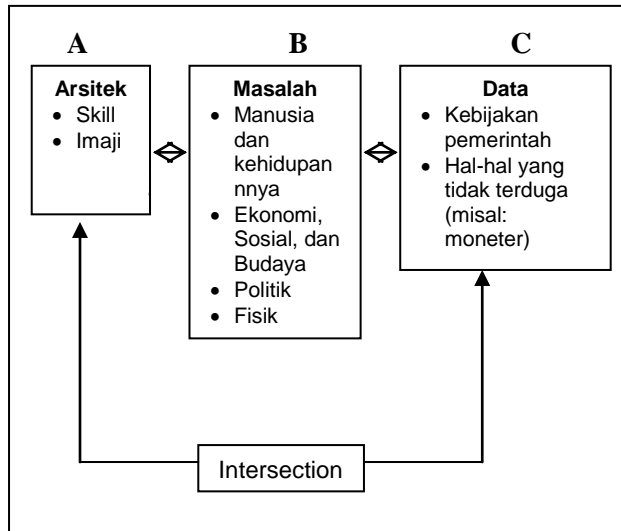 A
B
C
Arsitek
• Skill
• Imaji
Masalah
• Manusia
dan
kehidupan
nnya
• Ekonomi,
Sosial, dan
Budaya
• Politik
• Fisik
Data
• Kebijakan
pemerintah
• Hal-hal yang
tidak terduga
(misal:
moneter)
Intersection